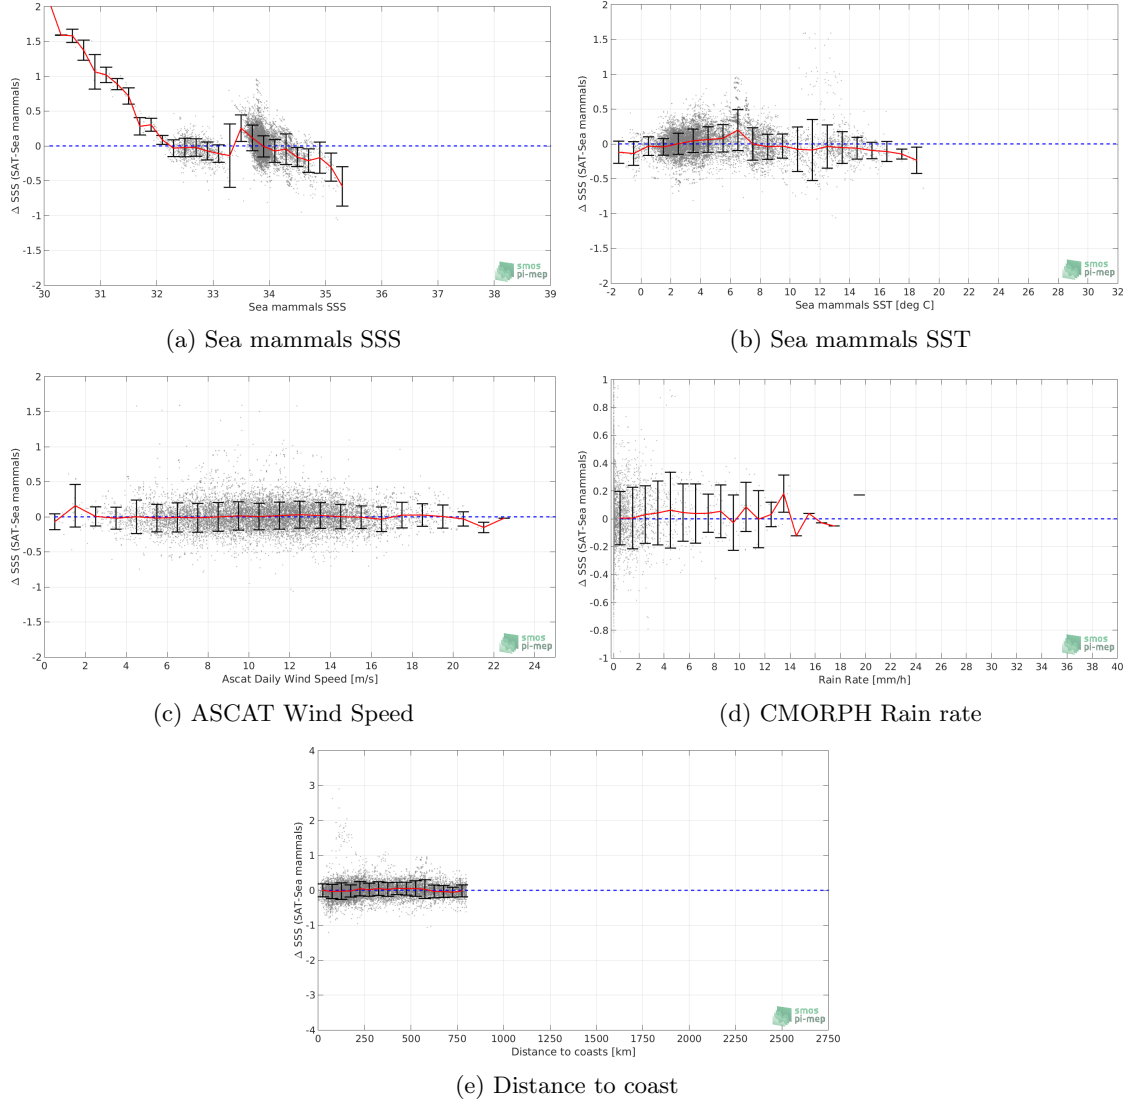 2
1.5
1
0.5
0
-0.5
-1
-1.5
-2
Δ SSS (SAT-Sea mammals)
30 31 32 33 34 35 36 37 38 39
Sea mammals SSS
smos
pi-mep
(a) Sea mammals SSS
2
1.5
1
0.5
0
-0.5
-1
-1.5
-2
Δ SSS (SAT-Sea mammals)
-2 0 2 4 6 8 10 12 14 16 18 20 22 24 26 28 30 32
Sea mammals SST [deg C]
smos
pi-mep
(b) Sea mammals SST
2
1.5
1
0.5
0
-0.5
-1
-1.5
-2
Δ SSS (SAT-Sea mammals)
0 2 4 6 8 10 12 14 16 18 20 22 24
Ascat Daily Wind Speed [m/s]
smos
pi-mep
(c) ASCAT Wind Speed
1
0.8
0.6
0.4
0.2
0
-0.2
-0.4
-0.6
-0.8
-1
Δ SSS (SAT-Sea mammals)
0 2 4 6 8 10 12 14 16 18 20 22 24 26 28 30 32 34 36 38 40
Rain Rate [mm/h]
smos
pi-mep
(d) CMORPH Rain rate
4
3
2
1
0
-1
-2
-3
-4
Δ SSS (SAT-Sea mammals)
0 250 500 750 1000 1250 1500 1750 2000 2250 2500 2750
Distance to coasts [km]
smos
pi-mep
(e) Distance to coast